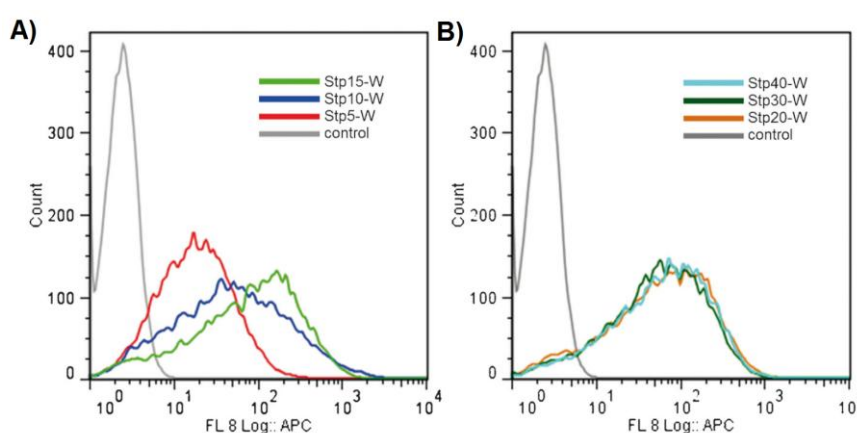 A)
400
300
200
100
0
Count
Stp15-W
Stp10-W
Stp5-W
control
10^0 10^1 10^2 10^3 10^4
FL 8 Log:: APC
B)
400
300
200
100
0
Count
Stp40-W
Stp30-W
Stp20-W
control
10^0 10^1 10^2 10^3 10
FL 8 Log:: APC